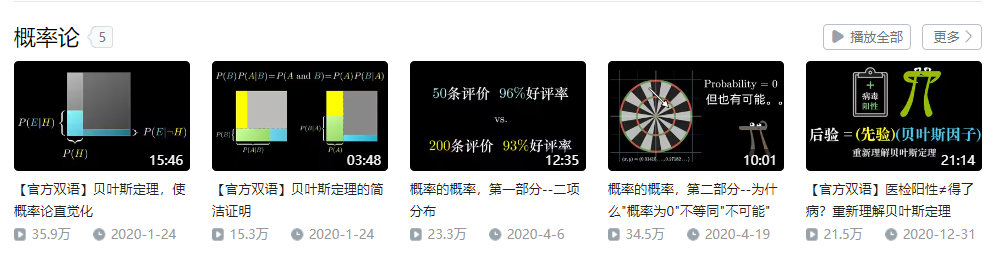 概率论 5 播放全部 更多
P(E|H)
P(E|¬H)
P(H)
15:46
【官方双语】贝叶斯定理，使
概率论直觉化
35.9万 2020-1-24
P(B)P(A|B)=P(A and B)=P(A)P(B|A)
P(B)
P(A|B)
P(B|A)
P(A)
03:48
【官方双语】贝叶斯定理的简
洁证明
15.3万 2020-1-24
50条评价 96%好评率
vs.
200条评价 93%好评率
12:35
概率的概率，第一部分--二项
分布
23.3万 2020-4-6
Probability = 0
但也有可能。。
10:01
概率的概率，第二部分--为什
么"概率为0"不等同"不可能"
34.5万 2020-4-19
病毒
阳性
后验 =(先验)(贝叶斯因子)
重新理解贝叶斯定理
21:14
【官方双语】医检阳性≠得了
病？重新理解贝叶斯定理
21.5万 2020-12-31